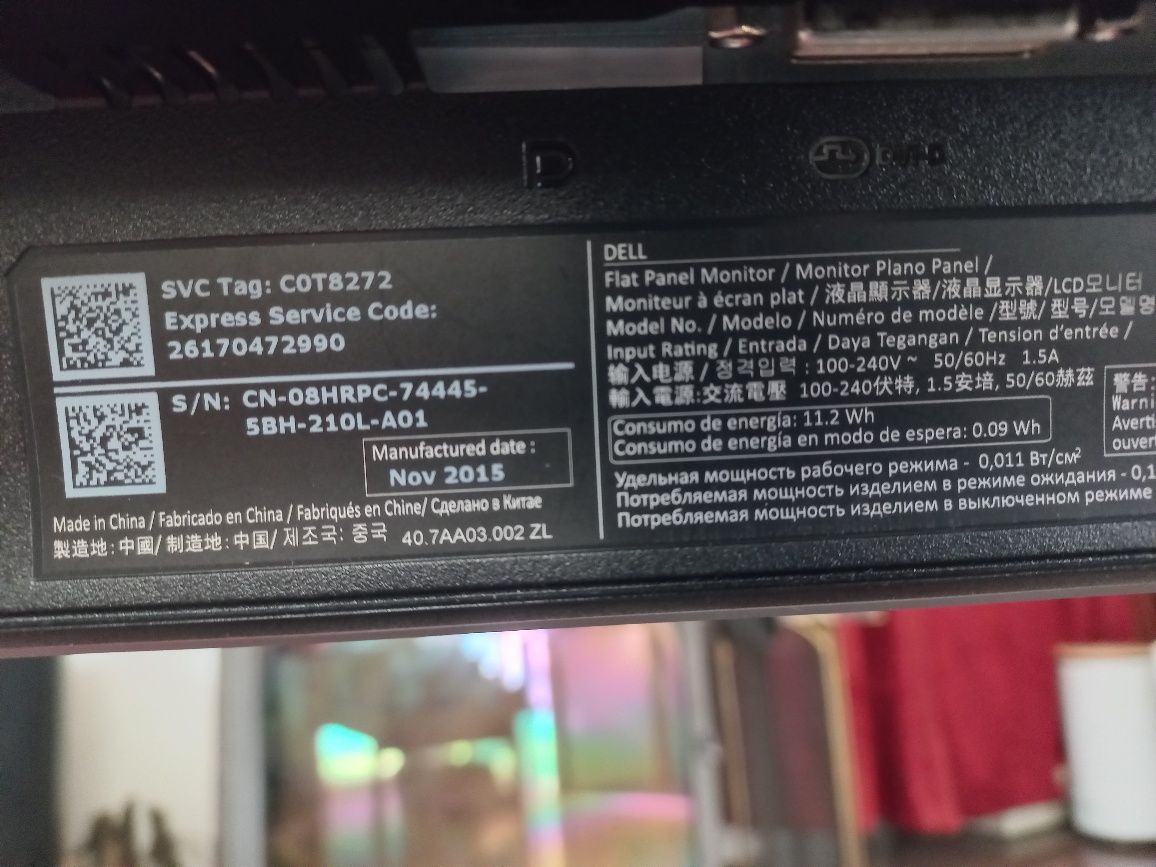 SVC Tag: C0T8272
Express Service Code:
26170472990
S/N: CN-08HRPC-74445-
5BH-210L-A01
Manufactured date :
Nov 2015
Made in China / Fabricado en China / Fabriqués en Chine/ Сделано в Китае
製造地:中國/ 制造地:中国/ 제조국: 중국 40.7AA03.002 ZL
DELL
Flat Panel Monitor / Monitor Plano Panel /
Moniteur à écran plat / 液晶顯示器/液晶显示器/LCD모니터
Model No. / Modelo / Numéro de modèle /型號/ 型号/모델명
Input Rating / Entrada / Daya Tegangan / Tension d'entrée /
输入电源 / 정격입력 : 100-240V ~ 50/60Hz 1.5A
輸入電源:交流電壓 100-240伏特, 1.5安培, 50/60赫茲
Consumo de energía: 11.2 Wh
Consumo de energía en modo de espera: 0.09 Wh
Удельная мощность рабочего режима - 0,011 Вт/см²
Потребляемая мощность изделием в режиме ожидания - 0,1
Потребляемая мощность изделием в выключенном режиме
警告:
Warni
Averti
ouvert
DVI-D